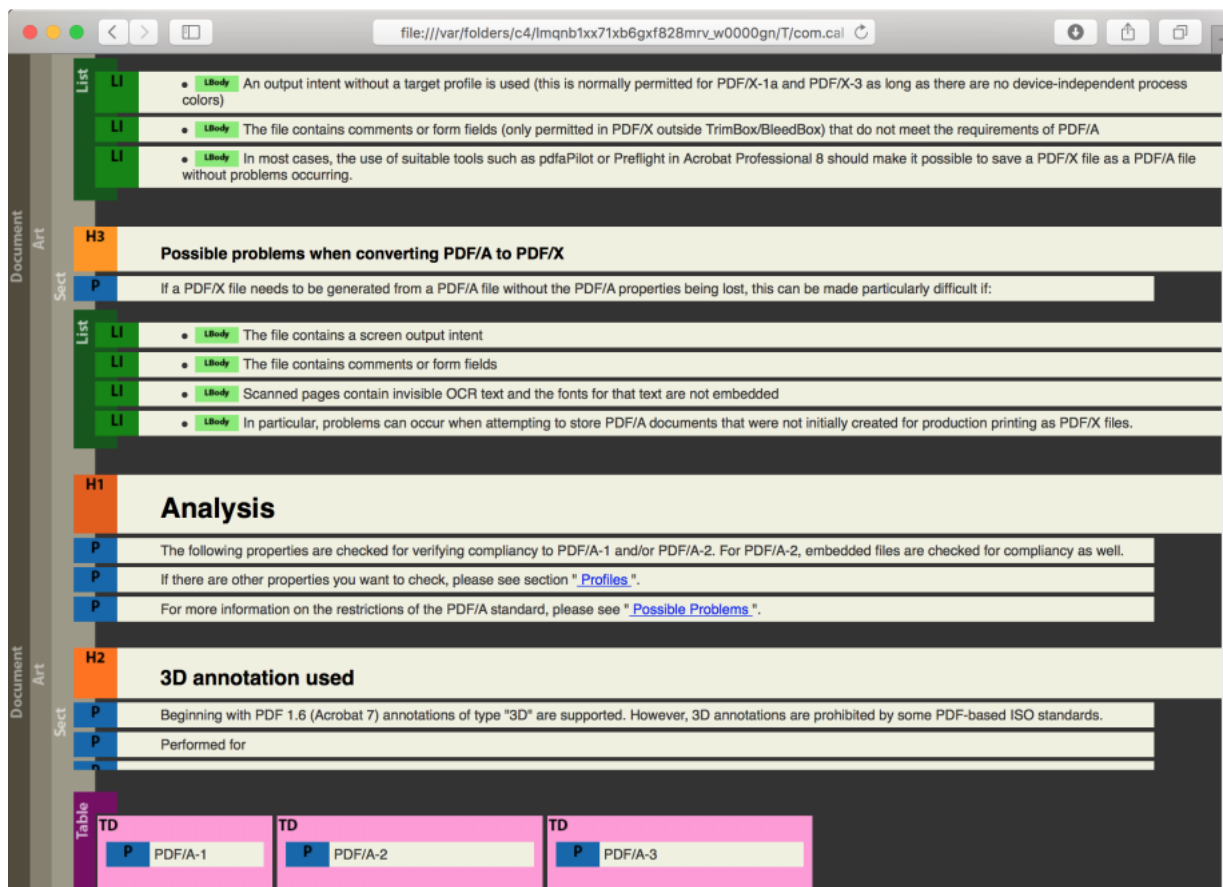 file:///var/folders/c4/lmqnb1xx71xb6gxf828mrv_w0000gn/T/com.cal
Document
Art
Sect
List
LI
• LBody An output intent without a target profile is used (this is normally permitted for PDF/X-1a and PDF/X-3 as long as there are no device-independent process
colors)
LI
• LBody The file contains comments or form fields (only permitted in PDF/X outside TrimBox/BleedBox) that do not meet the requirements of PDF/A
LI
• LBody In most cases, the use of suitable tools such as pdfaPilot or Preflight in Acrobat Professional 8 should make it possible to save a PDF/X file as a PDF/A file
without problems occurring.
H3
Possible problems when converting PDF/A to PDF/X
P
If a PDF/X file needs to be generated from a PDF/A file without the PDF/A properties being lost, this can be made particularly difficult if:
List
LI
• LBody The file contains a screen output intent
LI
• LBody The file contains comments or form fields
LI
• LBody Scanned pages contain invisible OCR text and the fonts for that text are not embedded
LI
• LBody In particular, problems can occur when attempting to store PDF/A documents that were not initially created for production printing as PDF/X files.
H1
Analysis
P
The following properties are checked for verifying compliancy to PDF/A-1 and/or PDF/A-2. For PDF/A-2, embedded files are checked for compliancy as well.
P
If there are other properties you want to check, please see section " Profiles ".
P
For more information on the restrictions of the PDF/A standard, please see " Possible Problems ".
Document
Art
Sect
H2
3D annotation used
P
Beginning with PDF 1.6 (Acrobat 7) annotations of type "3D" are supported. However, 3D annotations are prohibited by some PDF-based ISO standards.
P
Performed for
P
Table
TD
P PDF/A-1
TD
P PDF/A-2
TD
P PDF/A-3